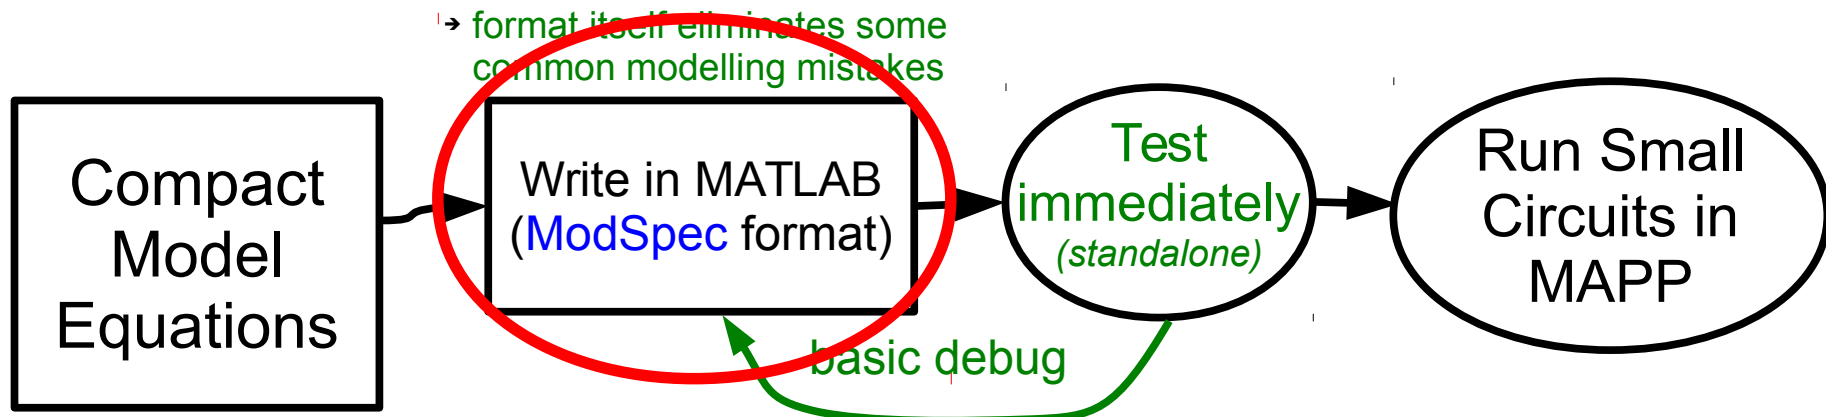 ➔ format itself eliminates some
common modelling mistakes
Compact
Model
Equations
Write in MATLAB
(ModSpec format)
Test
immediately
(standalone)
Run Small
Circuits in
MAPP
basic debug